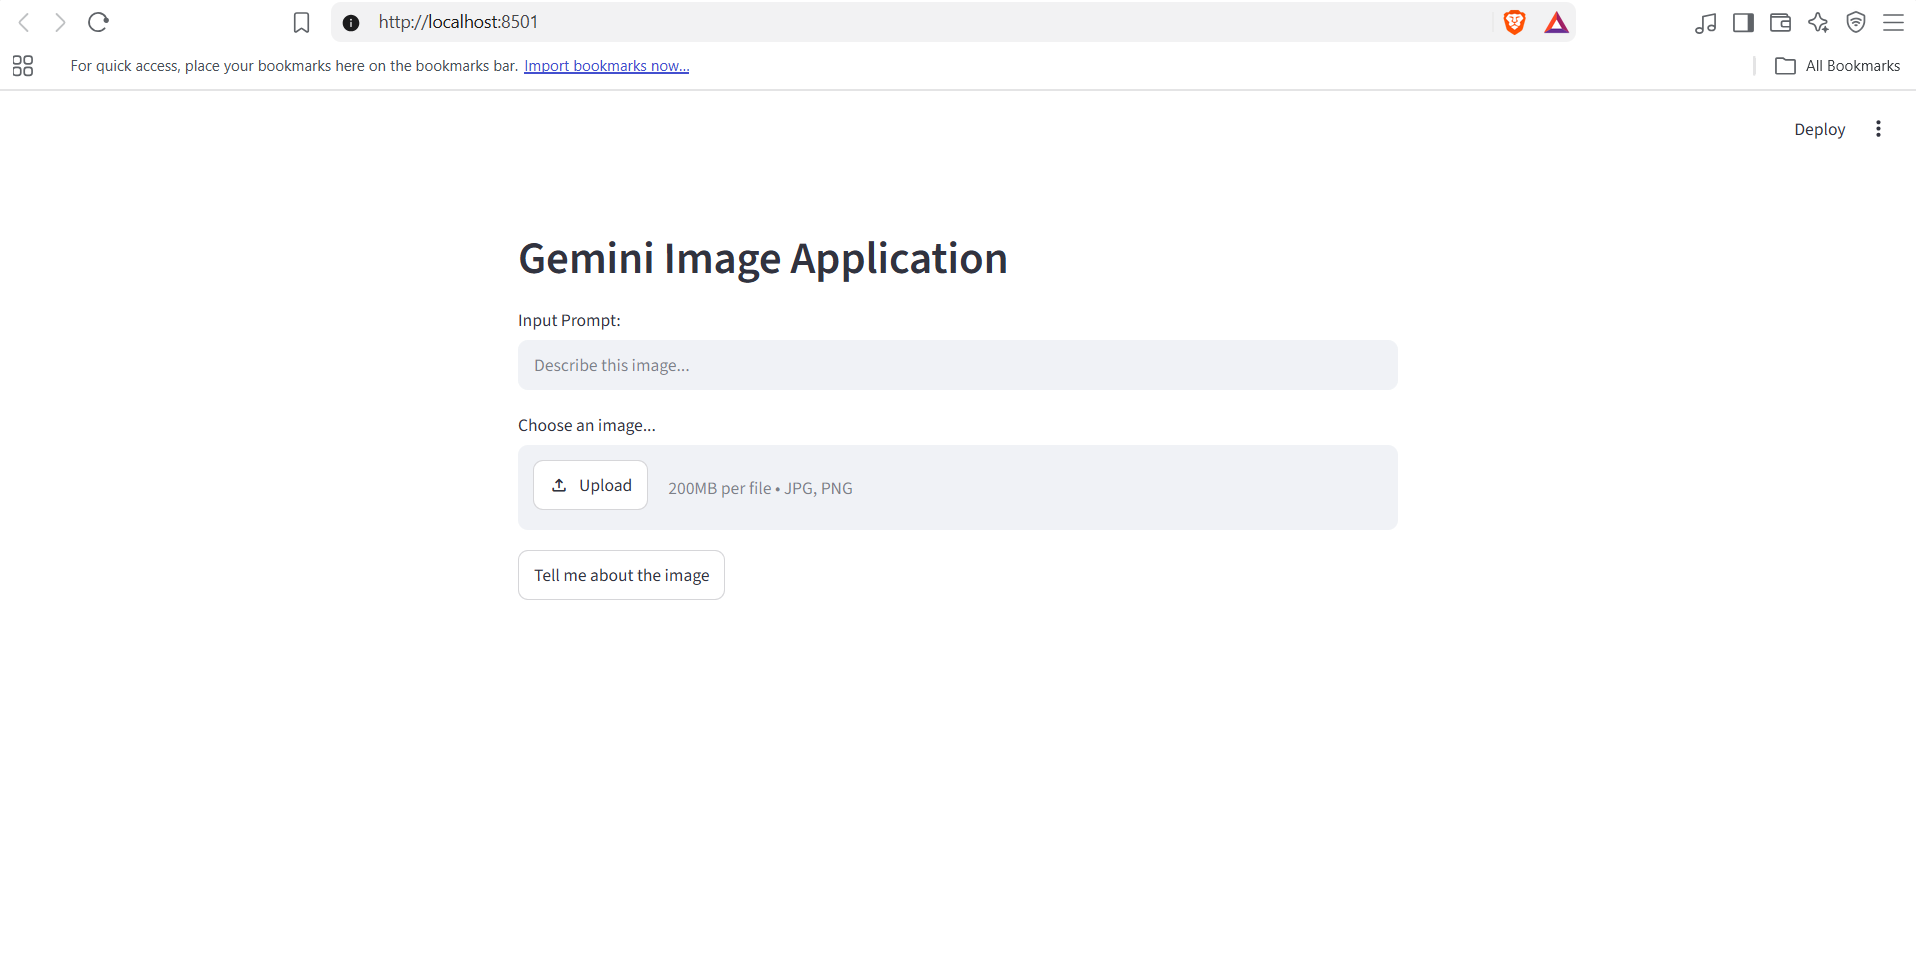 http://localhost:8501
For quick access, place your bookmarks here on the bookmarks bar. Import bookmarks now...
All Bookmarks
Deploy
Gemini Image Application
Input Prompt:
Describe this image...
Choose an image...
Upload
200MB per file • JPG, PNG
Tell me about the image